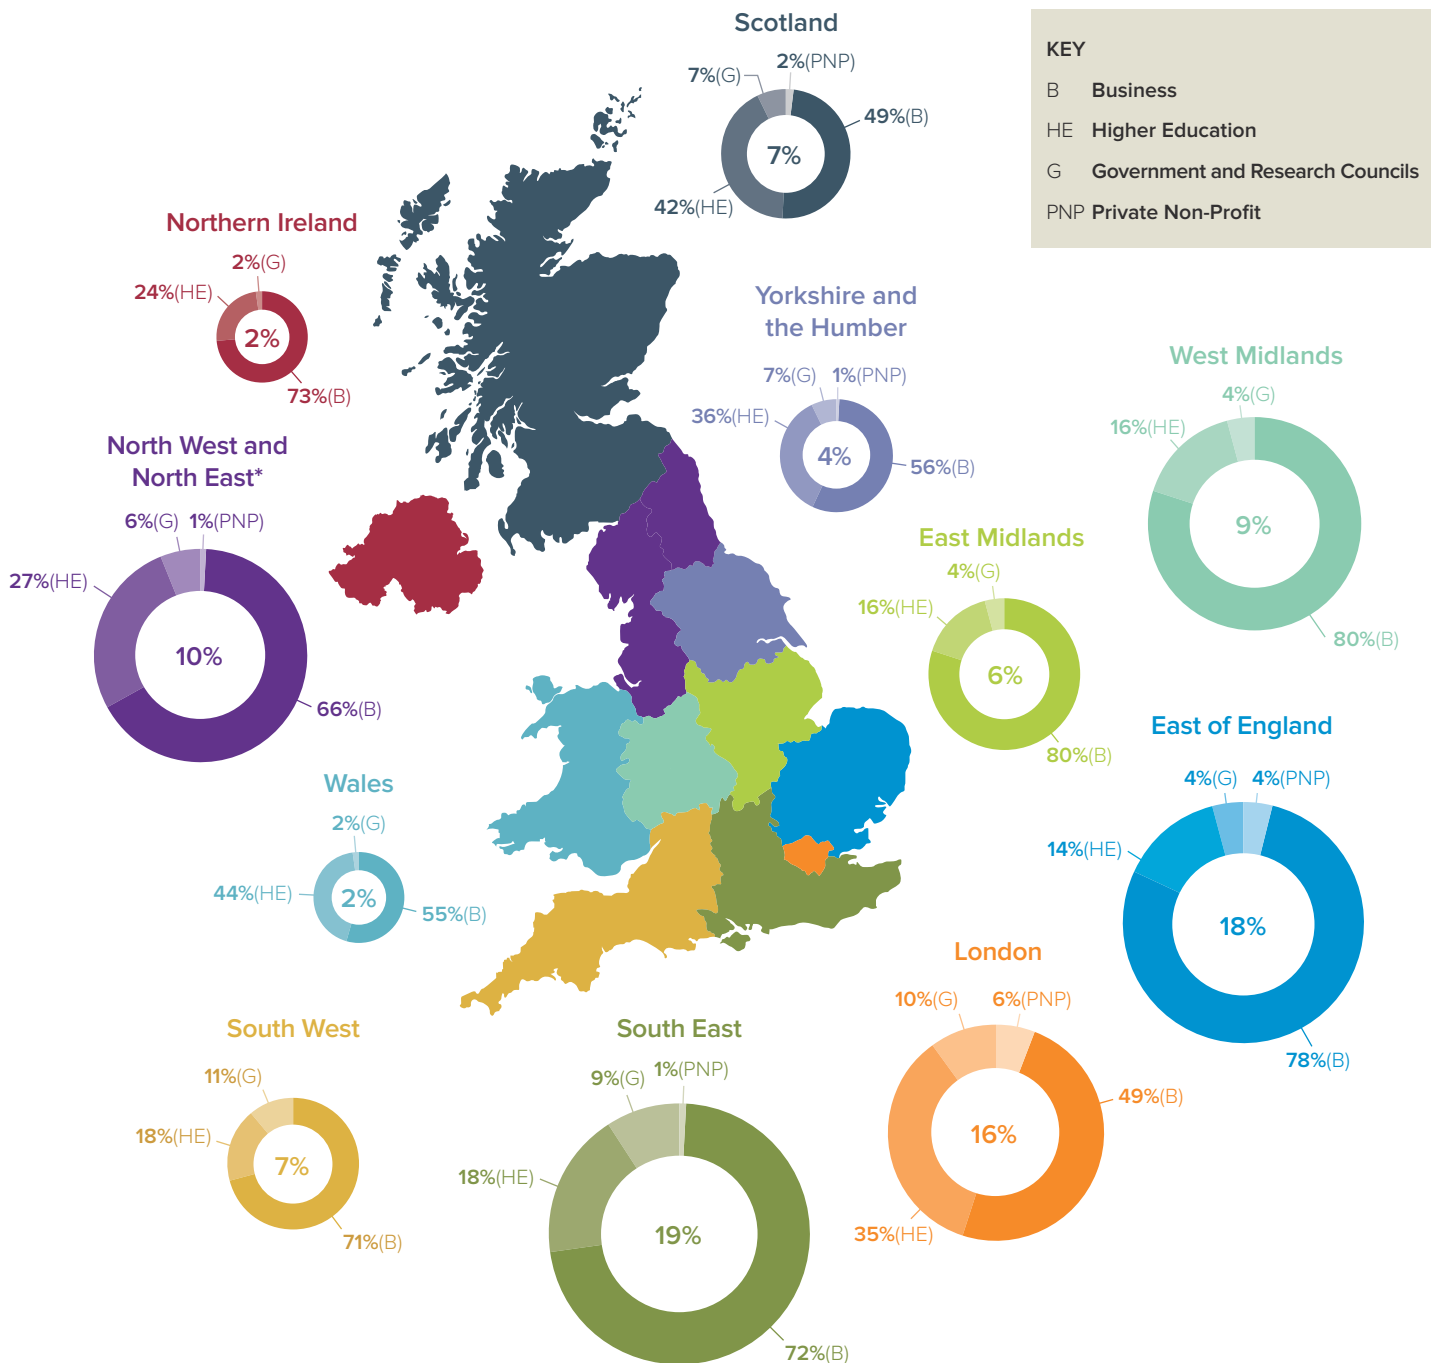 Scotland
7%(G)
2%(PNP)
49%(B)
7%
42%(HE)
KEY
B Business
HE Higher Education
G Government and Research Councils
PNP Private Non-Profit
Northern Ireland
2%(G)
24%(HE)
2%
73%(B)
Yorkshire and
the Humber
7%(G)
1%(PNP)
36%(HE)
4%
56%(B)
West Midlands
4%(G)
16%(HE)
9%
80%(B)
North West and
North East*
6%(G)
1%(PNP)
27%(HE)
10%
66%(B)
East Midlands
4%(G)
16%(HE)
6%
80%(B)
East of England
4%(G)
4%(PNP)
14%(HE)
18%
78%(B)
Wales
2%(G)
44%(HE)
2%
55%(B)
London
10%(G)
6%(PNP)
49%(B)
16%
35%(HE)
South West
11%(G)
18%(HE)
7%
71%(B)
South East
9%(G)
1%(PNP)
18%(HE)
19%
72%(B)